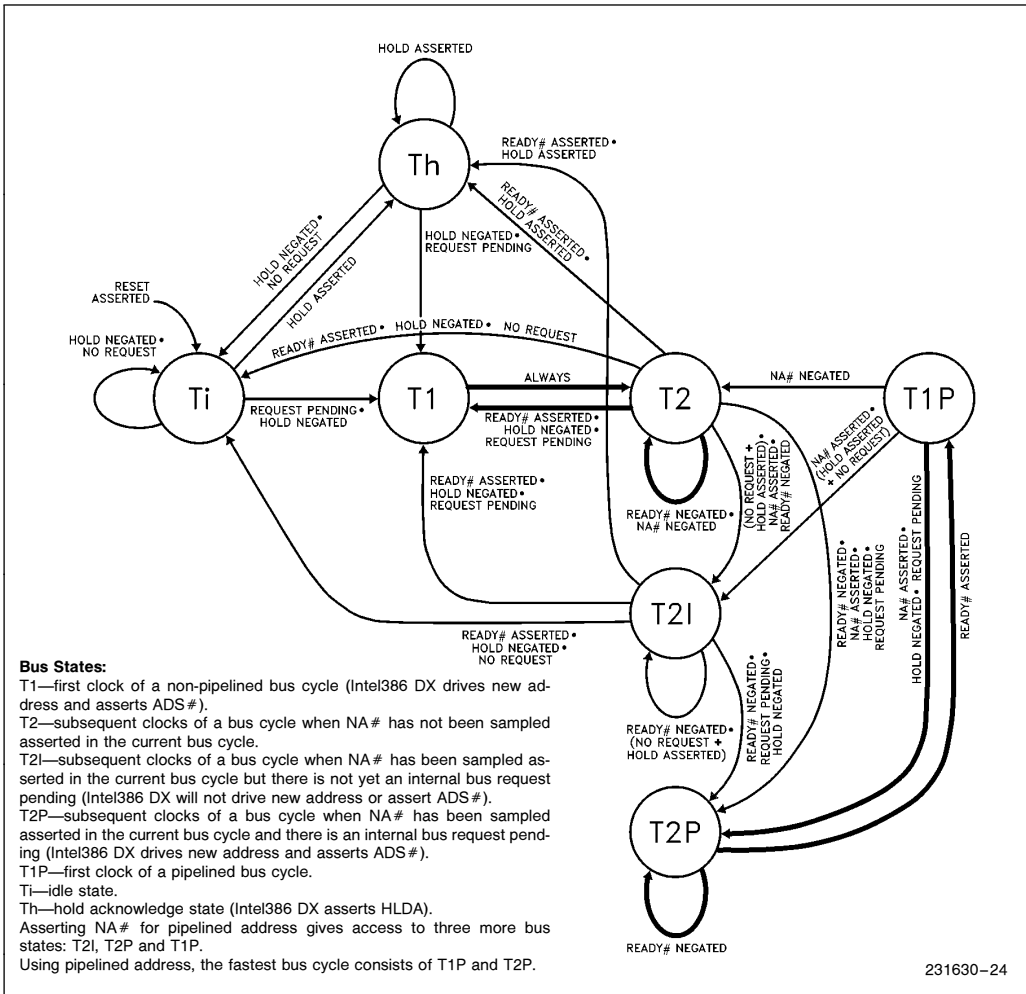 HOLD ASSERTED
Th
READY# ASSERTED•
HOLD ASSERTED
READY# ASSERTED•
HOLD ASSERTED
HOLD NEGATED•
NO REQUEST
HOLD ASSERTED
HOLD NEGATED•
REQUEST PENDING
RESET
ASSERTED
HOLD NEGATED•
NO REQUEST
READY# ASSERTED• HOLD NEGATED• NO REQUEST
Ti
REQUEST PENDING•
HOLD NEGATED
T1
ALWAYS
READY# ASSERTED•
HOLD NEGATED•
REQUEST PENDING
T2
NA# NEGATED
T1P
READY# NEGATED•
NA# NEGATED
(NO REQUEST +
HOLD ASSERTED)•
NA# ASSERTED•
READY# NEGATED
NA# ASSERTED•
(HOLD ASSERTED
+ NO REQUEST)
READY# ASSERTED•
HOLD NEGATED•
REQUEST PENDING
READY# NEGATED•
NA# ASSERTED•
HOLD NEGATED•
REQUEST PENDING
NA# ASSERTED•
HOLD NEGATED• REQUEST PENDING
READY# ASSERTED
T2I
READY# ASSERTED•
HOLD NEGATED•
NO REQUEST
READY# NEGATED•
(NO REQUEST +
HOLD ASSERTED)
READY# NEGATED•
REQUEST PENDING•
HOLD NEGATED
T2P
READY# NEGATED
Bus States:
T1—first clock of a non-pipelined bus cycle (Intel386 DX drives new ad-
dress and asserts ADS#).
T2—subsequent clocks of a bus cycle when NA# has not been sampled
asserted in the current bus cycle.
T2I—subsequent clocks of a bus cycle when NA# has been sampled as-
serted in the current bus cycle but there is not yet an internal bus request
pending (Intel386 DX will not drive new address or assert ADS#).
T2P—subsequent clocks of a bus cycle when NA# has been sampled
asserted in the current bus cycle and there is an internal bus request pend-
ing (Intel386 DX drives new address and asserts ADS#).
T1P—first clock of a pipelined bus cycle.
Ti—idle state.
Th—hold acknowledge state (Intel386 DX asserts HLDA).
Asserting NA# for pipelined address gives access to three more bus
states: T2I, T2P and T1P.
Using pipelined address, the fastest bus cycle consists of T1P and T2P.
231630–24